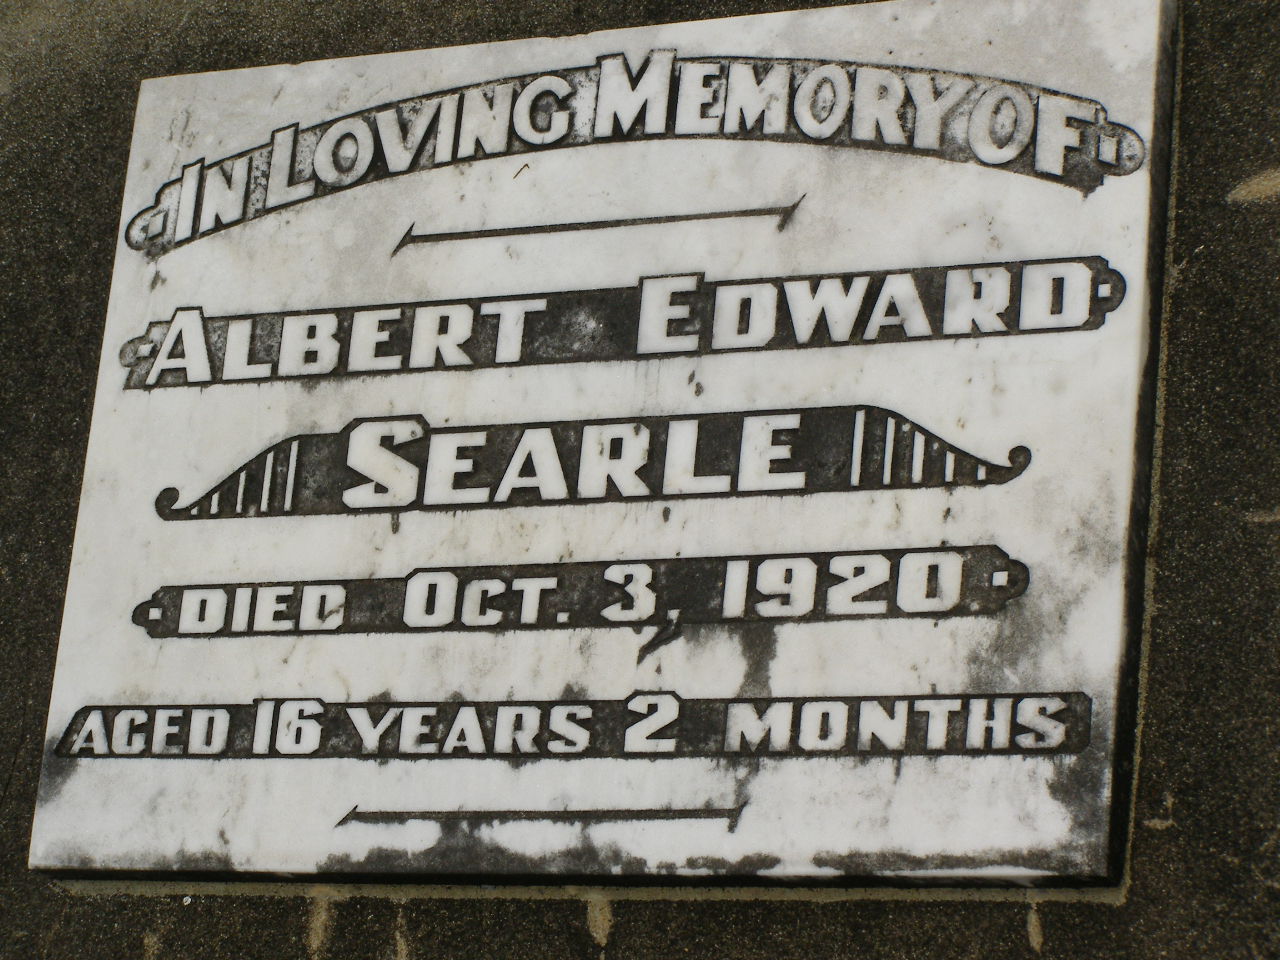 IN LOVING MEMORY OF
ALBERT EDWARD
SEARLE
DIED OCT. 3, 1920
AGED 16 YEARS 2 MONTHS